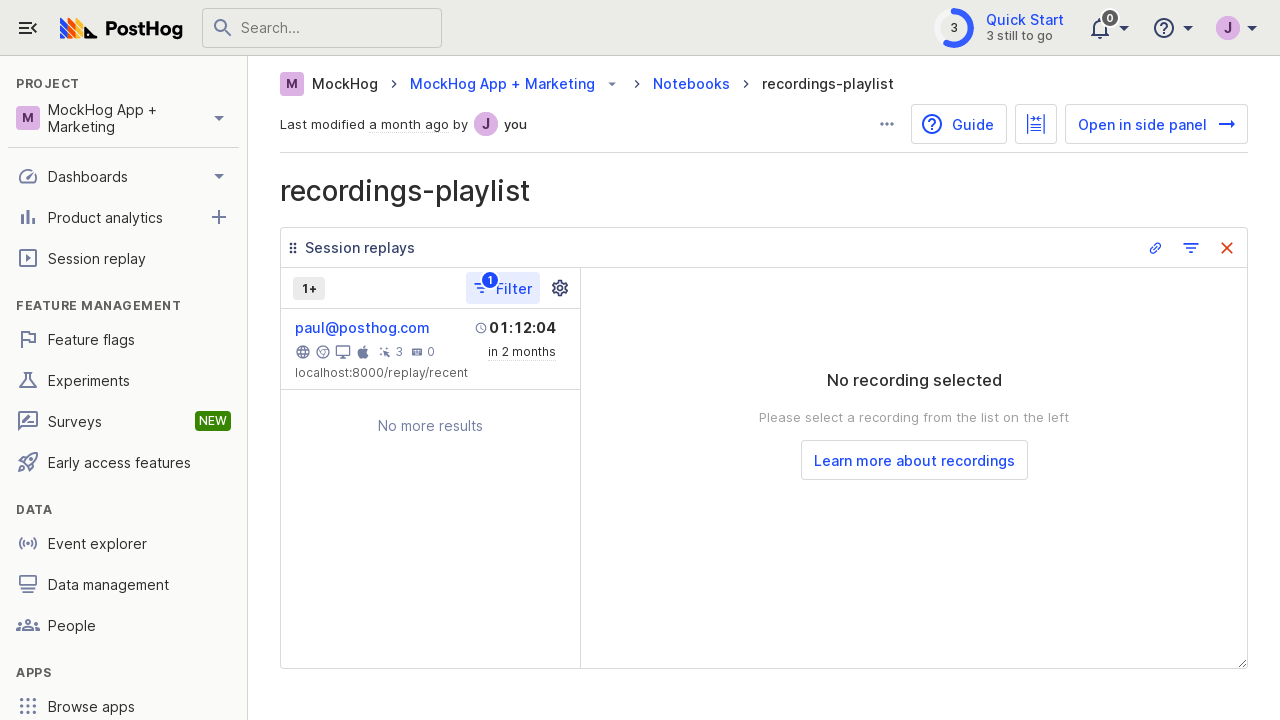 PostHog
Search...
3
Quick Start
3 still to go
0
J
PROJECT
M
MockHog App +
Marketing
Dashboards
Product analytics
Session replay
FEATURE MANAGEMENT
Feature flags
Experiments
Surveys
NEW
Early access features
DATA
Event explorer
Data management
People
APPS
Browse apps
M MockHog
MockHog App + Marketing
Notebooks
recordings-playlist
Last modified a month ago by J you
Guide
Open in side panel
recordings-playlist
Session replays
1+
1
Filter
paul@posthog.com
01:12:04
3
0
in 2 months
localhost:8000/replay/recent
No more results
No recording selected
Please select a recording from the list on the left
Learn more about recordings